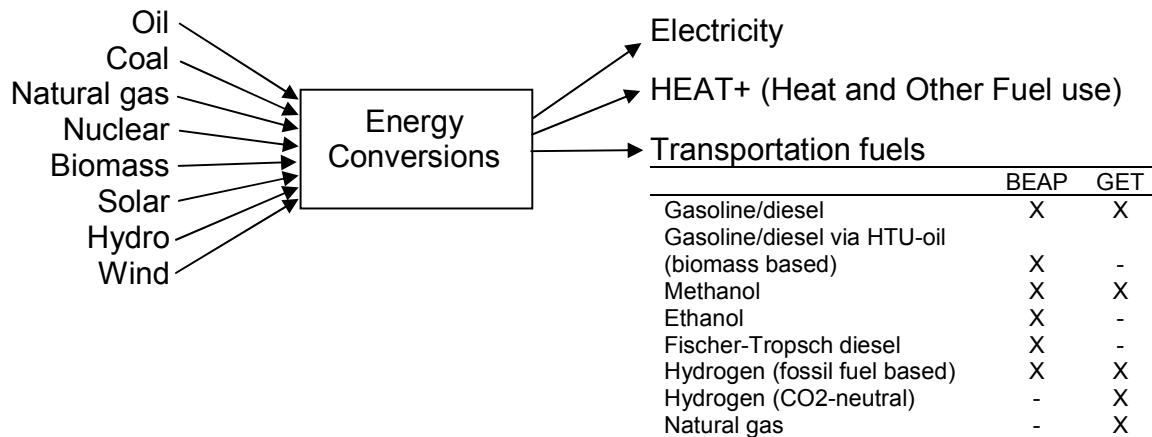 Oil
Coal
Natural gas
Nuclear
Biomass
Solar
Hydro
Wind
Energy
Conversions
Electricity
HEAT+ (Heat and Other Fuel use)
Transportation fuels
BEAP GET
Gasoline/diesel X X
Gasoline/diesel via HTU-oil
(biomass based) X -
Methanol X X
Ethanol X -
Fischer-Tropsch diesel X -
Hydrogen (fossil fuel based) X X
Hydrogen (CO2-neutral) - X
Natural gas - X